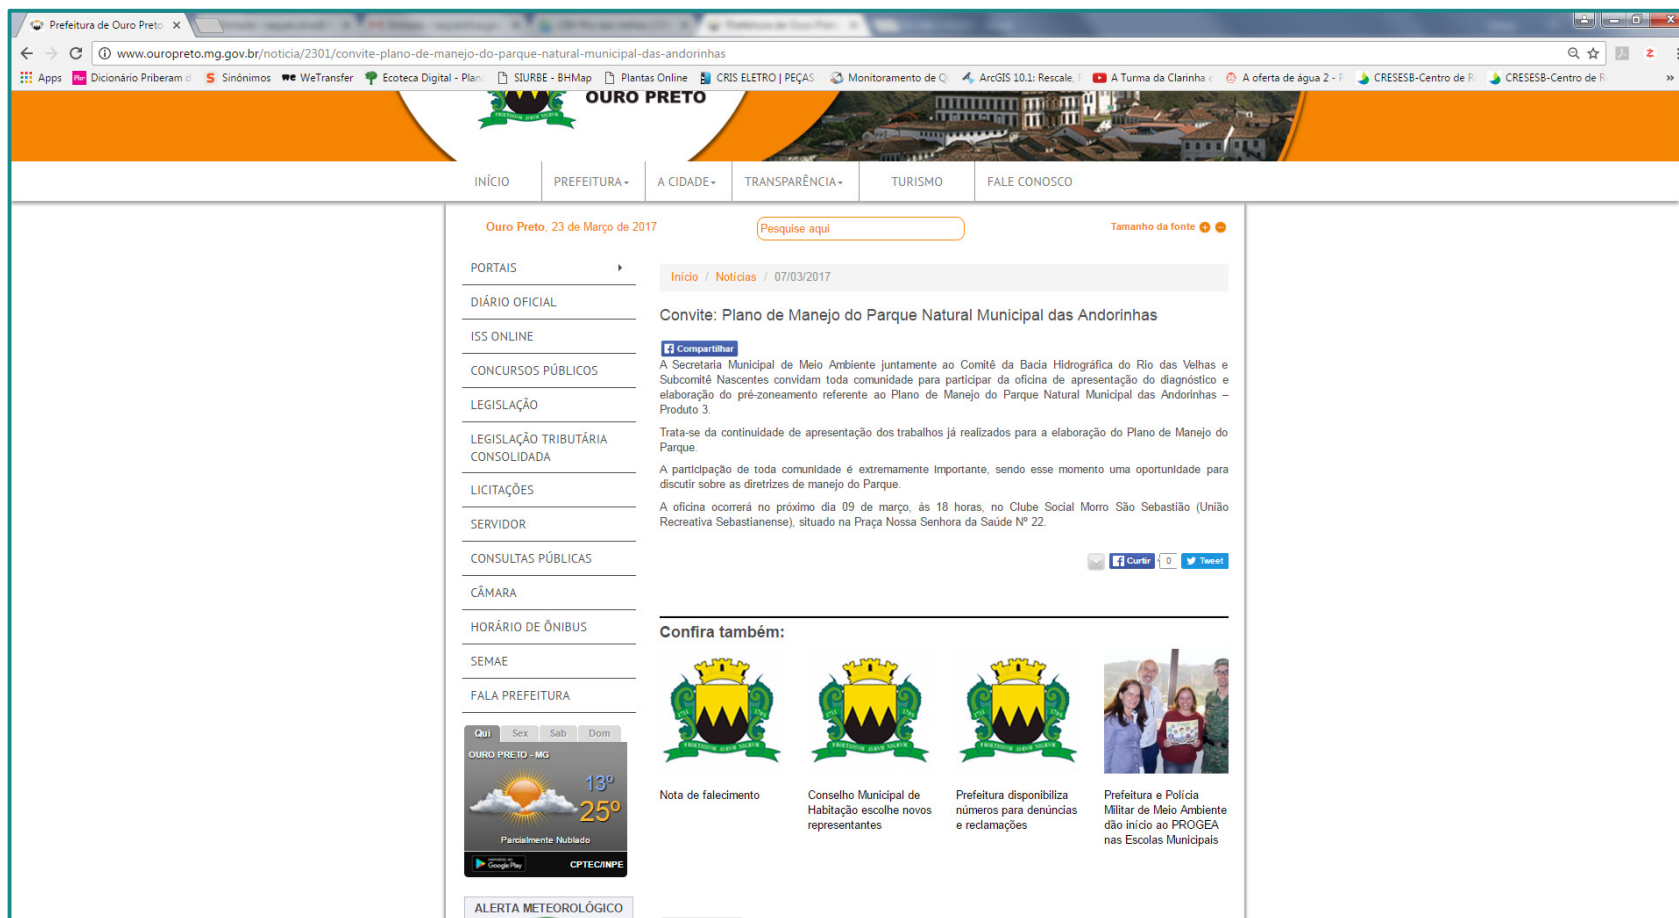 Prefeitura de Ouro Preto
www.ouropreto.mg.gov.br/noticia/2301/convite-plano-de-manejo-do-parque-natural-municipal-das-andorinhas
Apps Dicionário Priberam d Sinônimos WeTransfer Ecoteca Digital - Plan SIURBE - BHMap Plantas Online CRIS ELETRO | PEÇAS Monitoramento de Q ArcGIS 10.1: Rescale, A Turma da Clarinha e A oferta de água 2 - P CRESESB-Centro de R CRESESB-Centro de R »
OURO PRETO
INÍCIO PREFEITURA A CIDADE TRANSPARÊNCIA TURISMO FALE CONOSCO
Ouro Preto, 23 de Março de 2017
Pesquise aqui
Tamanho da fonte
PORTAIS
DIÁRIO OFICIAL
ISS ONLINE
CONCURSOS PÚBLICOS
LEGISLAÇÃO
LEGISLAÇÃO TRIBUTÁRIA
CONSOLIDADA
LICITAÇÕES
SERVIDOR
CONSULTAS PÚBLICAS
CÂMARA
HORÁRIO DE ÔNIBUS
SEMAE
FALA PREFEITURA
Qui Sex Sab Dom
OURO PRETO - MG
13º
25º
Parcialmente Nublado
Google Play CPTEC/INPE
ALERTA METEOROLÓGICO
Início / Notícias / 07/03/2017
Convite: Plano de Manejo do Parque Natural Municipal das Andorinhas
Compartilhar
A Secretaria Municipal de Meio Ambiente juntamente ao Comitê da Bacia Hidrográfica do Rio das Velhas e
Subcomitê Nascentes convidam toda comunidade para participar da oficina de apresentação do diagnóstico e
elaboração do pré-zoneamento referente ao Plano de Manejo do Parque Natural Municipal das Andorinhas –
Produto 3.
Trata-se da continuidade de apresentação dos trabalhos já realizados para a elaboração do Plano de Manejo do
Parque.
A participação de toda comunidade é extremamente importante, sendo esse momento uma oportunidade para
discutir sobre as diretrizes de manejo do Parque.
A oficina ocorrerá no próximo dia 09 de março, às 18 horas, no Clube Social Morro São Sebastião (União
Recreativa Sebastianense), situado na Praça Nossa Senhora da Saúde Nº 22.
Curtir 0 Tweet
Confira também:
Nota de falecimento
Conselho Municipal de
Habitação escolhe novos
representantes
Prefeitura disponibiliza
números para denúncias
e reclamações
Prefeitura e Polícia
Militar de Meio Ambiente
dão início ao PROGEA
nas Escolas Municipais